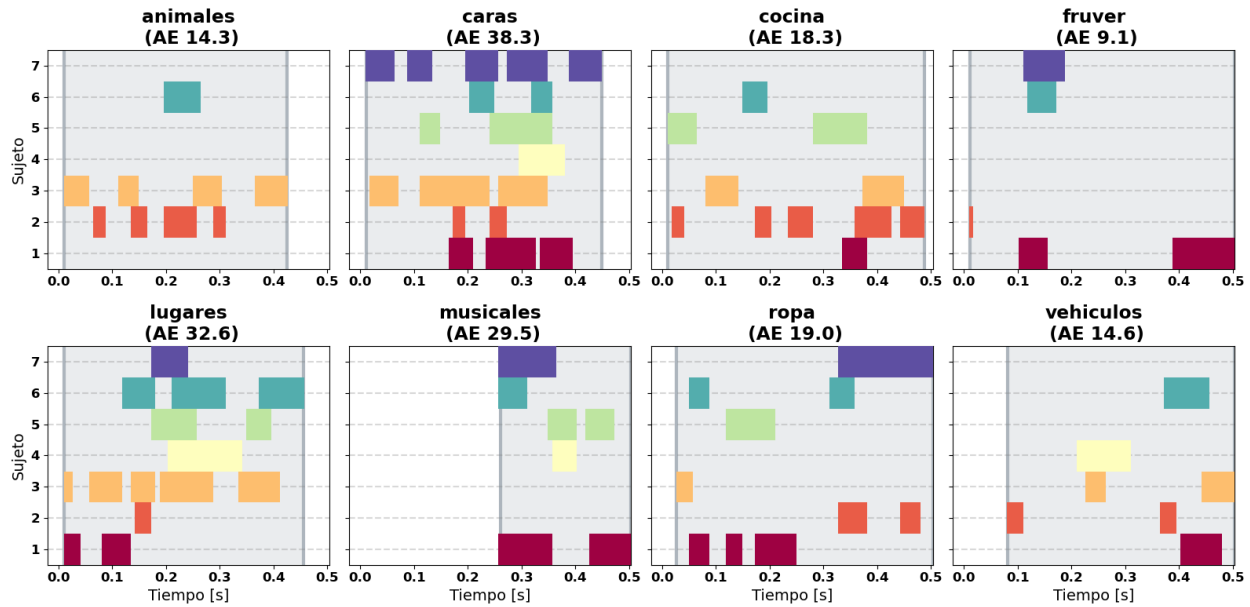 animales
(AE 14.3)
caras
(AE 38.3)
cocina
(AE 18.3)
fruver
(AE 9.1)
Sujeto
7
6
5
4
3
2
1
0.0 0.1 0.2 0.3 0.4 0.5
0.0 0.1 0.2 0.3 0.4 0.5
0.0 0.1 0.2 0.3 0.4 0.5
0.0 0.1 0.2 0.3 0.4 0.5
lugares
(AE 32.6)
musicales
(AE 29.5)
ropa
(AE 19.0)
vehiculos
(AE 14.6)
Sujeto
7
6
5
4
3
2
1
0.0 0.1 0.2 0.3 0.4 0.5
0.0 0.1 0.2 0.3 0.4 0.5
0.0 0.1 0.2 0.3 0.4 0.5
0.0 0.1 0.2 0.3 0.4 0.5
Tiempo [s]
Tiempo [s]
Tiempo [s]
Tiempo [s]